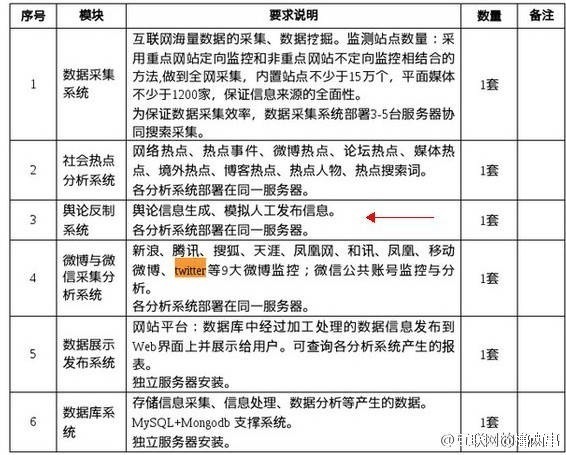 序号 模块 要求说明 数量 备注
互联网海量数据的采集、数据挖掘。监测站点数量：采
用重点网站定向监控和非重点网站不定向监控相结合的
1 数据采集系统 方法,做到全网采集，内置站点不少于15万个，平面媒体 1套
不少于1200家，保证信息来源的全面性。
为保证数据采集效率，数据采集系统部署3-5台服务器协
同搜索采集。
2 社会热点分析系统 网络热点、热点事件、微博热点、论坛热点、媒体热 1套
点、境外热点、博客热点、热点人物、热点搜索词。
各分析系统部署在同一服务器。
3 舆论反制系统 舆论信息生成、模拟人工发布信息。 1套
各分析系统部署在同一服务器。
4 微博与微信采集分析系统 新浪、腾讯、搜狐、天涯、凤凰网、和讯、凤凰、移动 1套
微博、twitter等9大微博监控；微信公共账号监控与分
析。
各分析系统部署在同一服务器。
5 数据展示发布系统 网站平台：数据库中经过加工处理的数据信息发布到 1套
Web界面上并展示给用户。可查询各分析系统产生的报
表。
独立服务器安装。
6 数据库系统 存储信息采集、信息处理、数据分析等产生的数据。 1套
MySQL+Mongodb 支撑系统。
独立服务器安装。